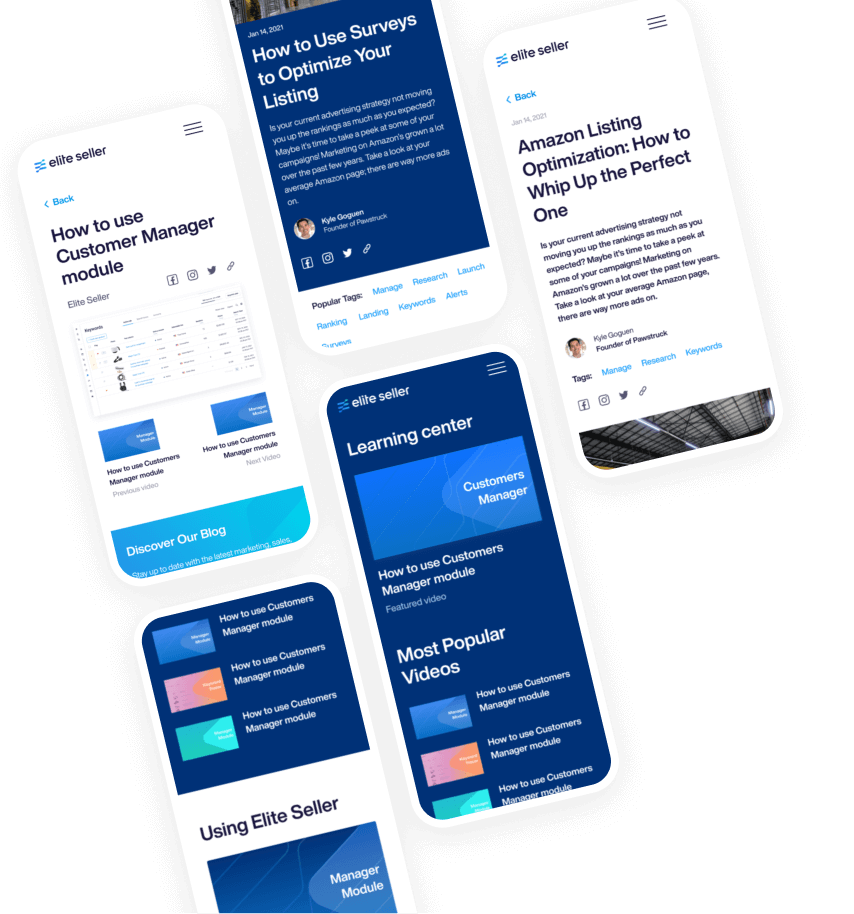 elite seller
Back
How to use
Customer Manager
module
Elite Seller
Keywords
Manager
Module
Manager
Module
How to use Customers
Manager module
Previous video
How to use Customers
Manager module
Next Video
Discover Our Blog
Stay up to date with the latest marketing, sales,
Jan 14, 2021
How to Use Surveys
to Optimize Your
Listing
Is your current advertising strategy not moving
you up the rankings as much as you expected?
Maybe it's time to take a peek at some of your
campaigns! Marketing on Amazon's grown a lot
over the past few years. Take a look at your
average Amazon page; there are way more ads
on.
Kyle Goguen
Founder of Pawstruck
Popular Tags: Manage Research Launch
Ranking Landing Keywords Alerts
Surveys
elite seller
Back
Jan 14, 2021
Amazon Listing
Optimization: How to
Whip Up the Perfect
One
Is your current advertising strategy not
moving you up the rankings as much as you
expected? Maybe it's time to take a peek at
some of your campaigns! Marketing on
Amazon's grown a lot over the past few years.
Take a look at your average Amazon page,
there are way more ads on.
Kyle Goguen
Founder of Pawstruck
Tags: Manage Research Keywords
elite seller
Learning center
Customers
Manager
How to use Customers
Manager module
Featured video
Most Popular
Videos
Manager
Module
How to use Customers
Manager module
How to use Customers
Manager module
Manager
How to use Customers
Manager module
Manager
Module
How to use Customers
Manager module
How to use Customers
Manager module
Manager
Module
How to use Customers
Manager module
Using Elite Seller
Manager
Module